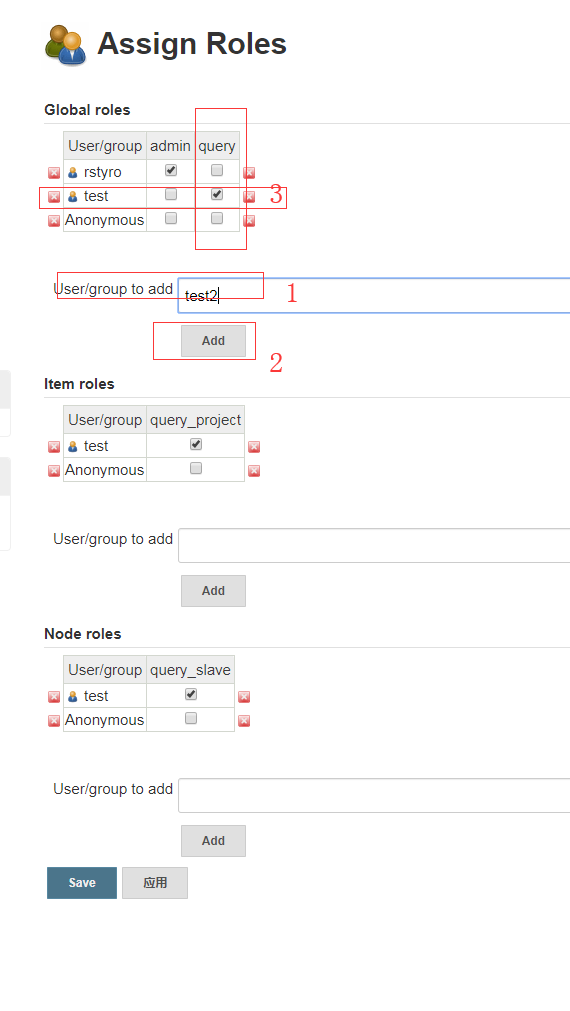 Assign Roles
Global roles
User/group admin query
rstyro
test
3
Anonymous
User/group to add test2 1
Add
2
Item roles
User/group query_project
test
Anonymous
User/group to add
Add
Node roles
User/group query_slave
test
Anonymous
User/group to add
Add
Save 应用